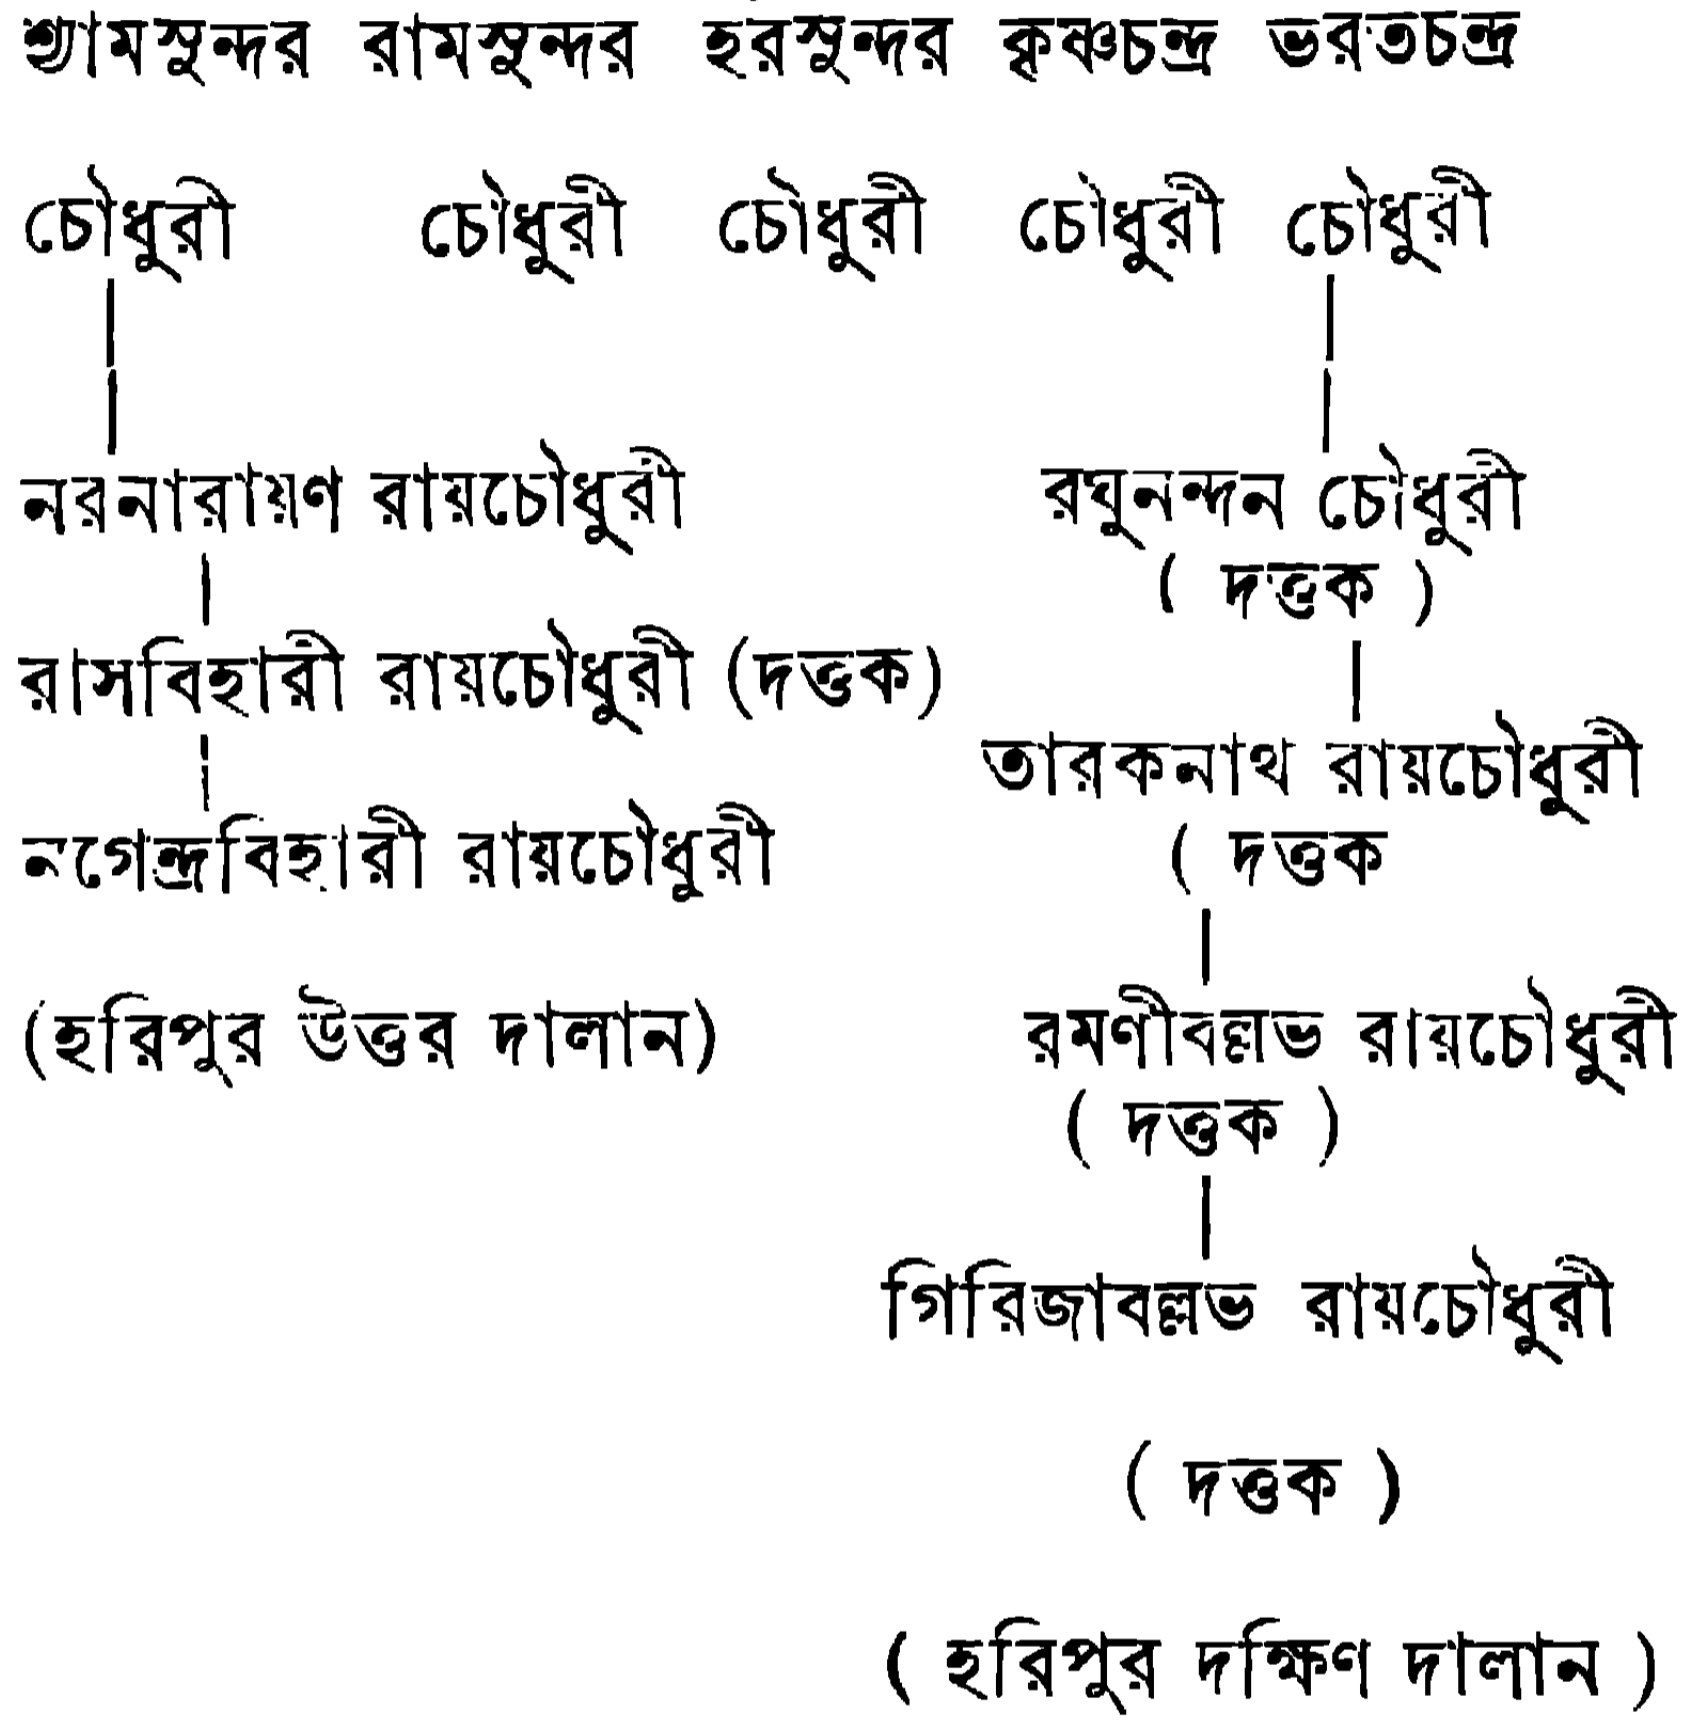 শ্যামসুন্দর রামসুন্দর হরসুন্দর কৃষ্ণচন্দ্র ভরতচন্দ্র
চৌধুরী চৌধুরী চৌধুরী চৌধুরী চৌধুরী
নরনারায়ণ রায়চৌধুরী রঘুনন্দন চৌধুরী
( দত্তক )
রাসবিহারী রায়চৌধুরী (দত্তক)
তারকনাথ রায়চৌধুরী
নগেন্দ্রবিহারী রায়চৌধুরী ( দত্তক
(হরিপুর উত্তর দালান) রমণীবল্লভ রায়চৌধুরী
( দত্তক )
গিরিজাবল্লভ রায়চৌধুরী
( দত্তক )
( হরিপুর দক্ষিণ দালান )